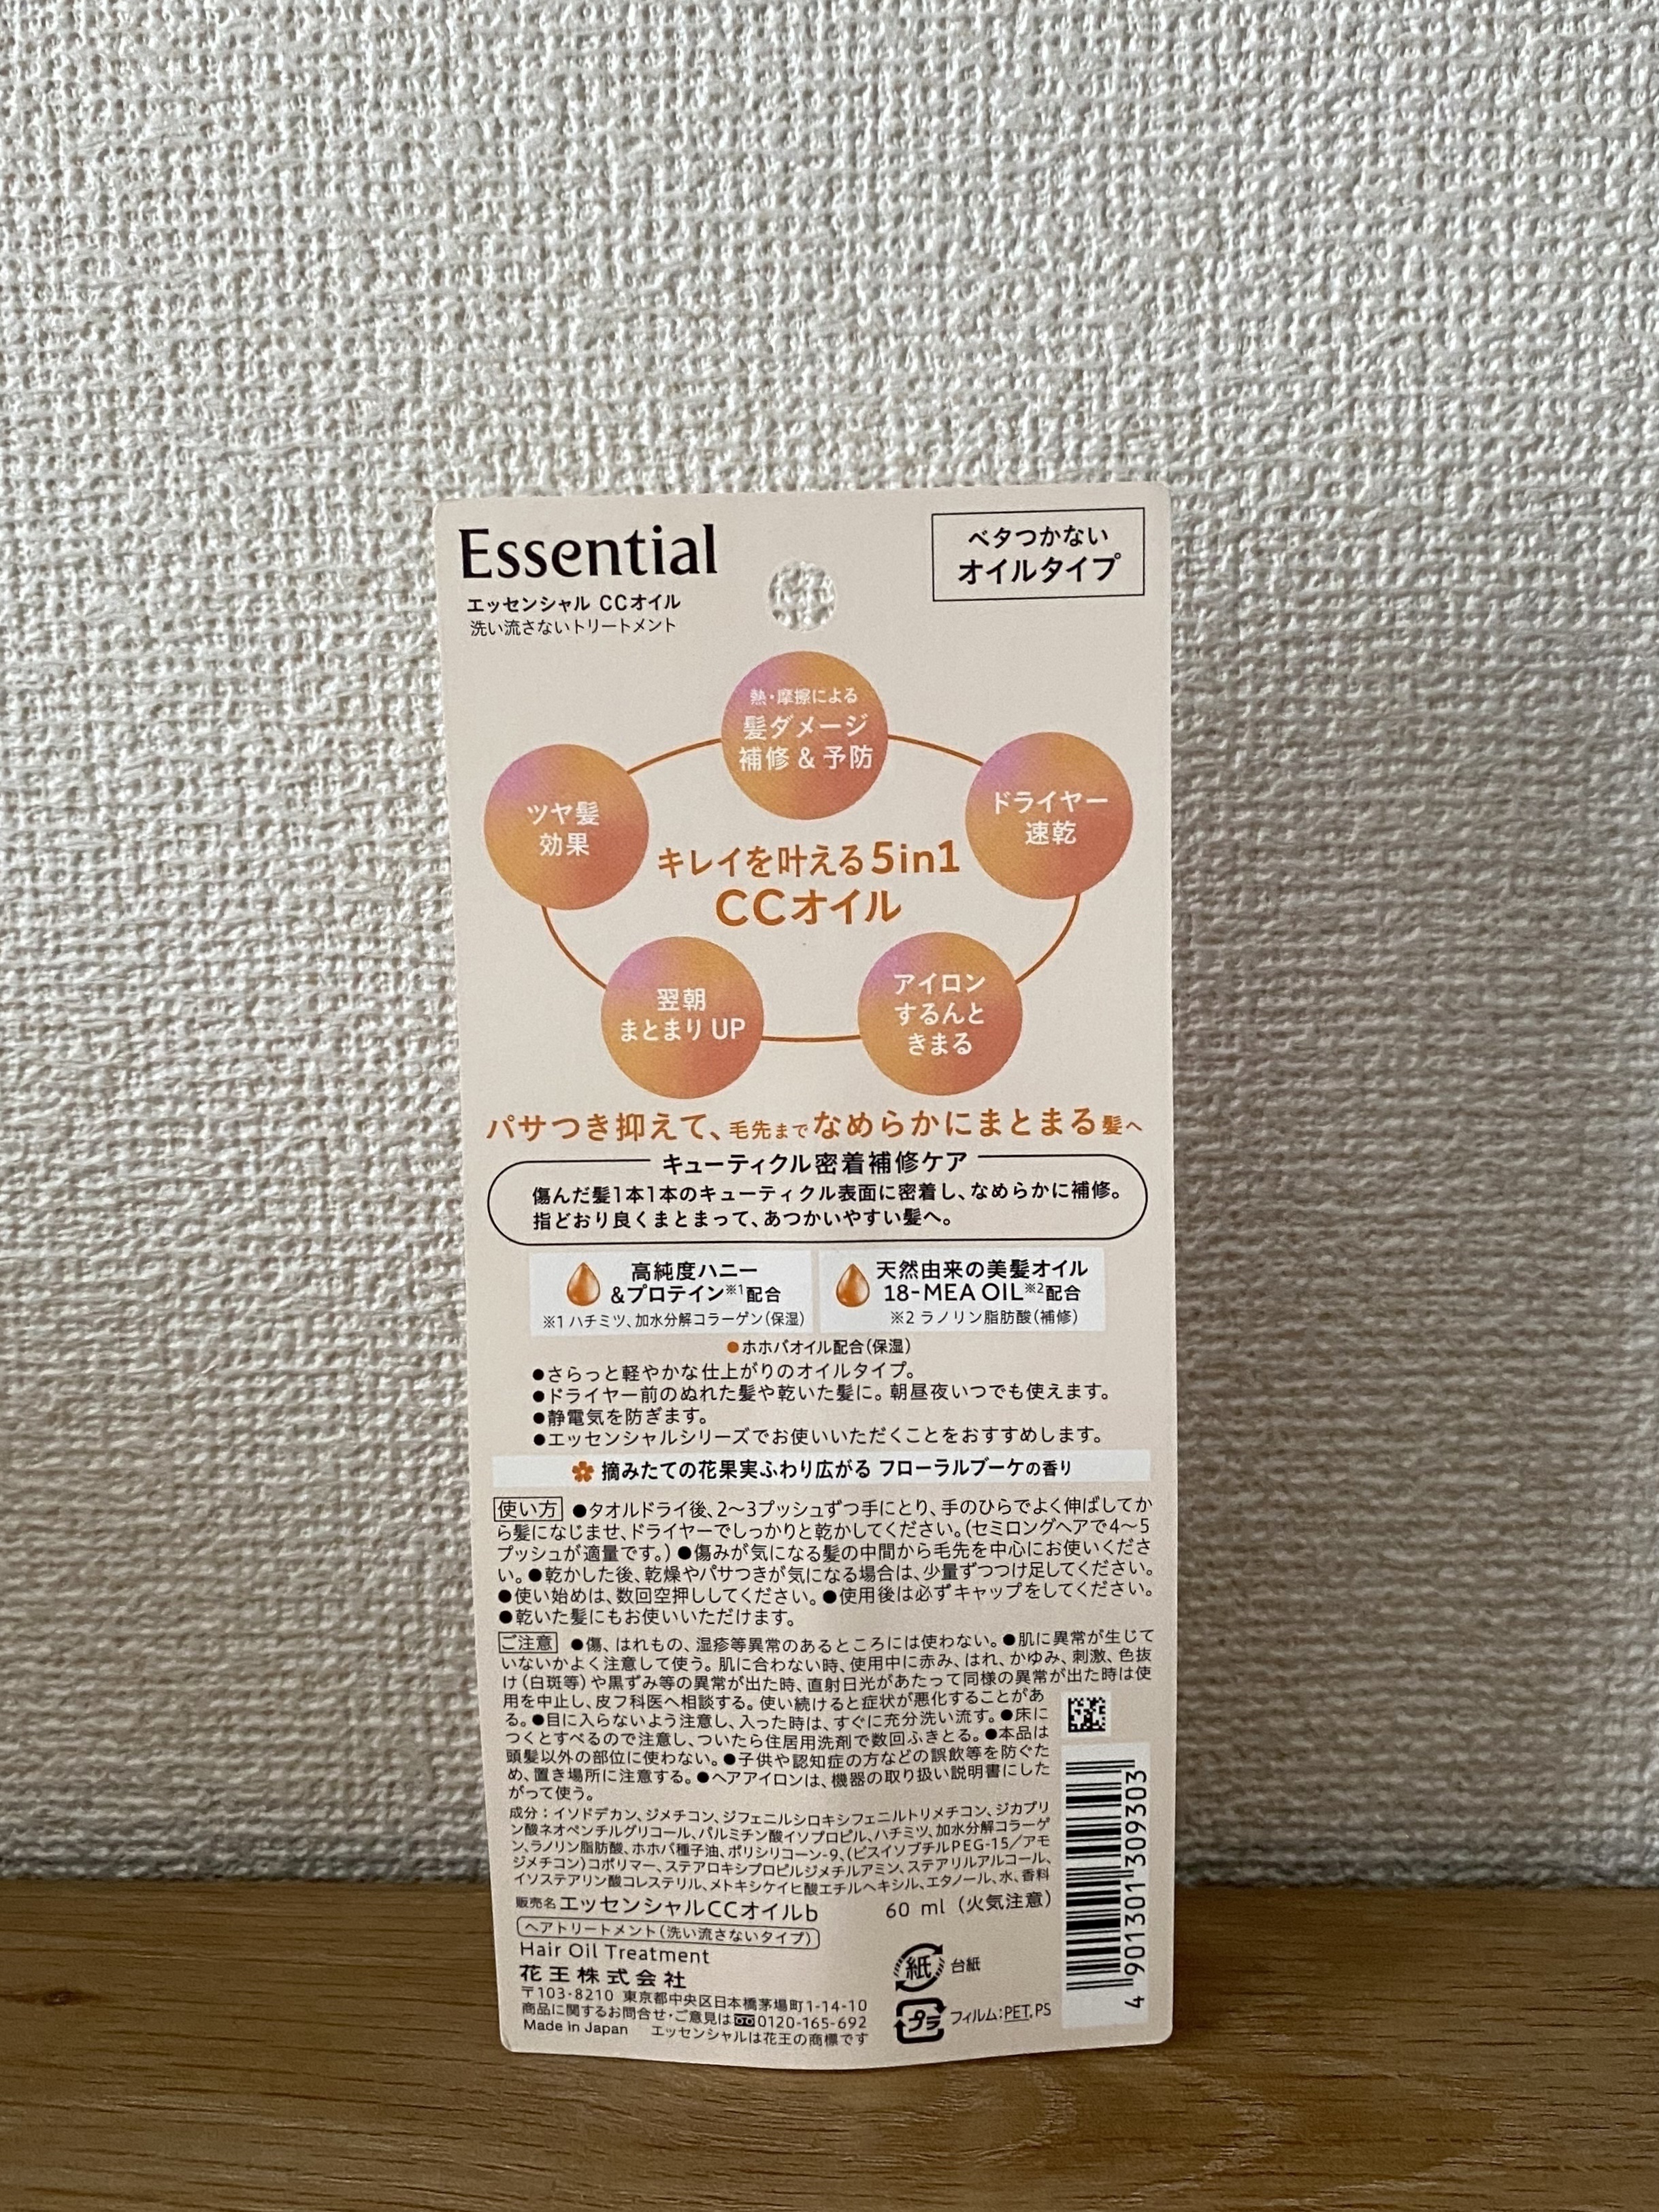 Essential
エッセンシャル CCオイル
洗い流さないトリートメント
ベタつかない
オイルタイプ
熱・摩擦による
髪ダメージ
補修 & 予防
ツヤ髪
効果
ドライヤー
速乾
キレイを叶える5in1
CCオイル
翌朝
まとまり UP
アイロン
するんと
きまる
パサつき抑えて、毛先までなめらかにまとまる髪へ
キューティクル密着補修ケア
傷んだ髪1本1本のキューティクル表面に密着し、なめらかに補修。
指どおり良くまとまって、あつかいやすい髪へ。
高純度ハニー
&プロテイン※1配合
※1 ハチミツ、加水分解コラーゲン(保湿)
天然由来の美髪オイル
18-MEA OIL※2配合
※2 ラノリン脂肪酸(補修)
●ホホバオイル配合(保湿)
●さらっと軽やかな仕上がりのオイルタイプ。
●ドライヤー前のぬれた髪や乾いた髪に。朝昼夜いつでも使えます。
●静電気を防ぎます。
●エッセンシャルシリーズでお使いいただくことをおすすめします。
摘みたての花果実ふわり広がる フローラルブーケの香り
使い方 ●タオルドライ後、2〜3プッシュずつ手にとり、手のひらでよく伸ばしてか
ら髪になじませ、ドライヤーでしっかりと乾かしてください。(セミロングヘアで4〜5
プッシュが適量です。)●傷みが気になる髪の中間から毛先を中心にお使いくださ
い。●乾かした後、乾燥やパサつきが気になる場合は、少量ずつつけ足してください。
●使い始めは、数回空押ししてください。●使用後は必ずキャップをしてください。
●乾いた髪にもお使いいただけます。
ご注意 ●傷、はれもの、湿疹等異常のあるところには使わない。●肌に異常が生じて
いないかよく注意して使う。肌に合わない時、使用中に赤み、はれ、かゆみ、刺激、色抜
け(白斑等)や黒ずみ等の異常が出た時、直射日光があたって同様の異常が出た時は使
用を中止し、皮フ科医へ相談する。使い続けると症状が悪化することがあ
る。●目に入らないよう注意し、入った時は、すぐに充分洗い流す。●床に
つくとすべるので注意し、ついたら住居用洗剤で数回ふきとる。●本品は
頭髪以外の部位に使わない。●子供や認知症の方などの誤飲等を防ぐた
め、置き場所に注意する。●ヘアアイロンは、機器の取り扱い説明書にした
がって使う。
成分：イソドデカン、ジメチコン、ジフェニルシロキシフェニルトリメチコン、ジカプリ
ン酸ネオペンチルグリコール、パルミチン酸イソプロピル、ハチミツ、加水分解コラーゲ
ン、ラノリン脂肪酸、ホホバ種子油、ポリシリコーン-9、(ビスイソブチルPEG-15／アモ
ジメチコン)コポリマー、ステアロキシプロピルジメチルアミン、ステアリルアルコール、
イソステアリン酸コレステリル、メトキシケイヒ酸エチルヘキシル、エタノール、水、香料
販売名 エッセンシャルCCオイルb
60 ml (火気注意)
ヘアトリートメント(洗い流さないタイプ)
Hair Oil Treatment
花王株式会社
〒103-8210 東京都中央区日本橋茅場町1-14-10
商品に関するお問合せ・ご意見は 0120-165-692
Made in Japan エッセンシャルは花王の商標です
紙 台紙
プラ フィルム：PET,PS
4 901301 309303